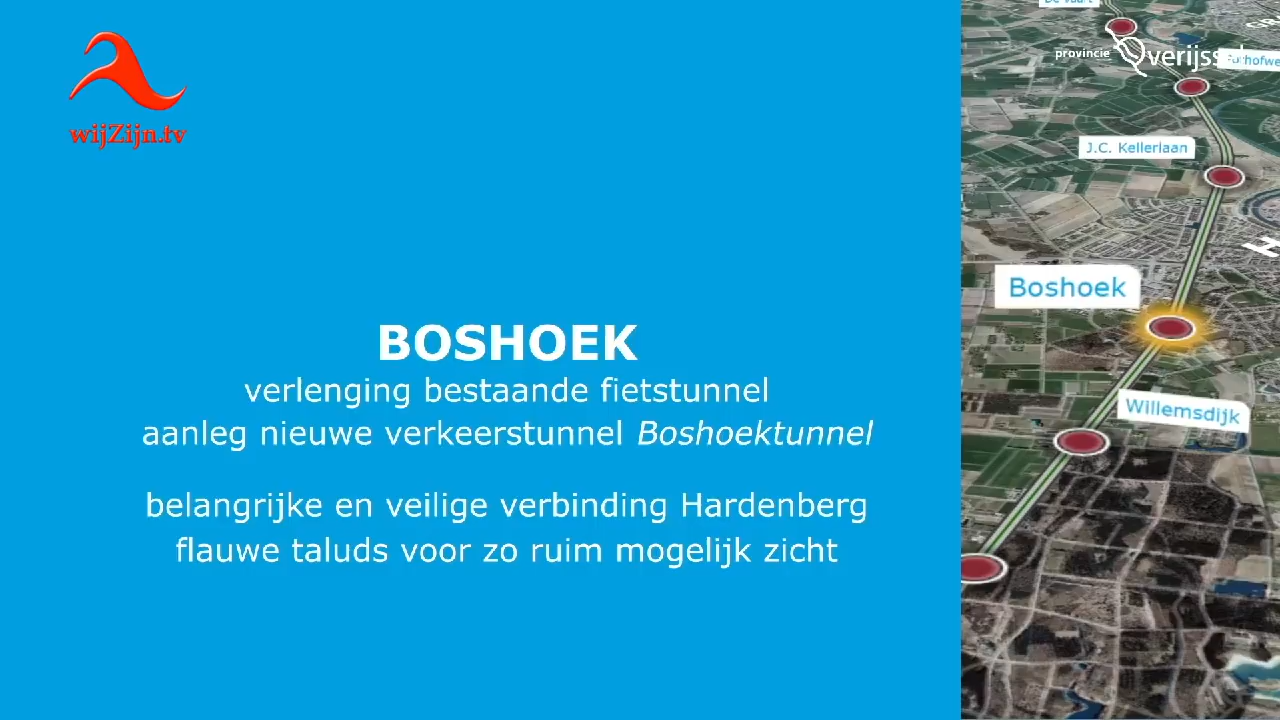 wijZijn.tv
BOSHOEK
verlenging bestaande fietstunnel
aanleg nieuwe verkeerstunnel Boshoektunnel
belangrijke en veilige verbinding Hardenberg
flauwe taluds voor zo ruim mogelijk zicht
provincie
J.C. Kellerlaan
Boshoek
Willemsdijk